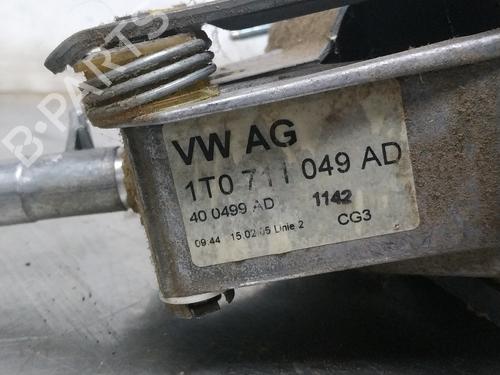 B-PARTS
VW AG
1T0 711 049 AD
40 0499 AD 1142
09:44 15.02.05 Linie 2 CG3